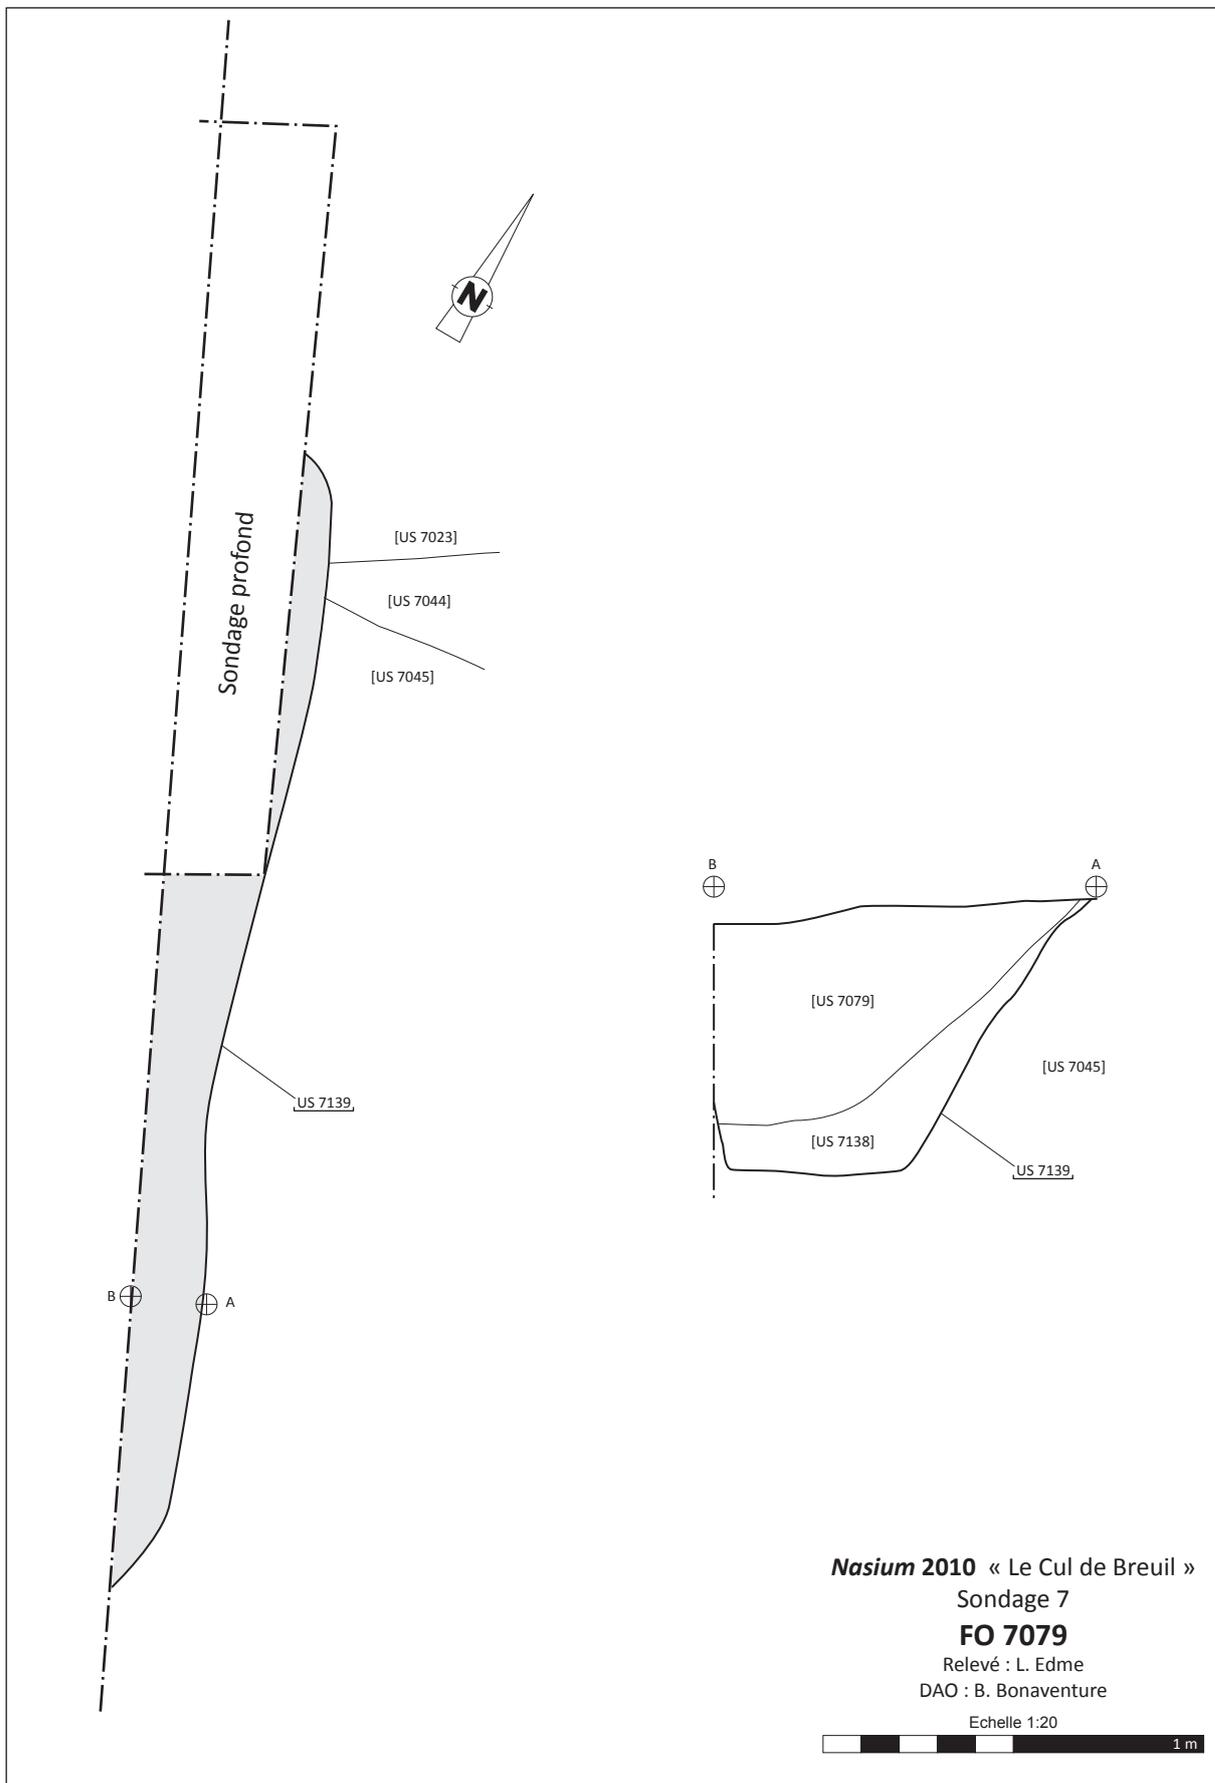 N
Sondage profond
[US 7023]
[US 7044]
[US 7045]
US 7139
B
A
B
A
[US 7079]
[US 7045]
[US 7138]
US 7139
Nasium 2010 « Le Cul de Breuil »
Sondage 7
FO 7079
Relevé : L. Edme
DAO : B. Bonaventure
Echelle 1:20
1 m